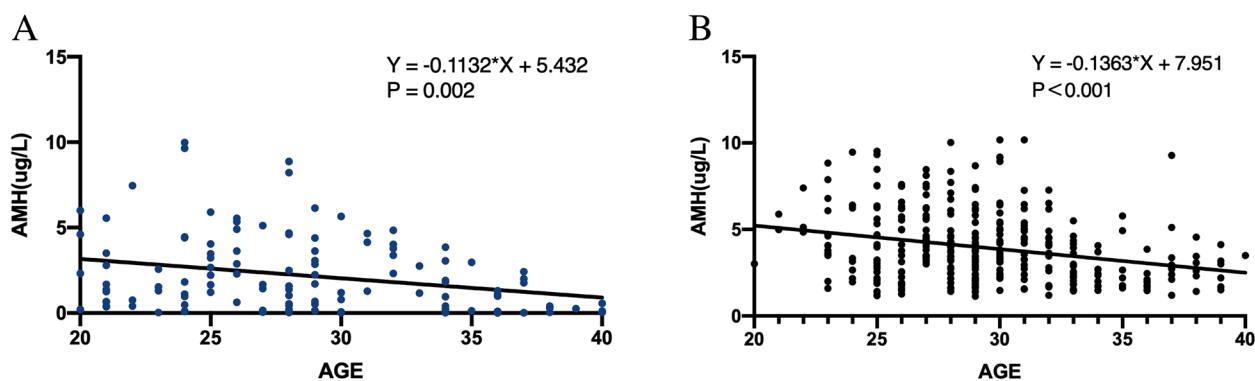 A
Y = -0.1132*X + 5.432
P = 0.002
AMH(ug/L)
15
10
5
0
20 25 30 35 40
AGE
B
Y = -0.1363*X + 7.951
P<0.001
AMH(ug/L)
15
10
5
0
20 25 30 35 40
AGE